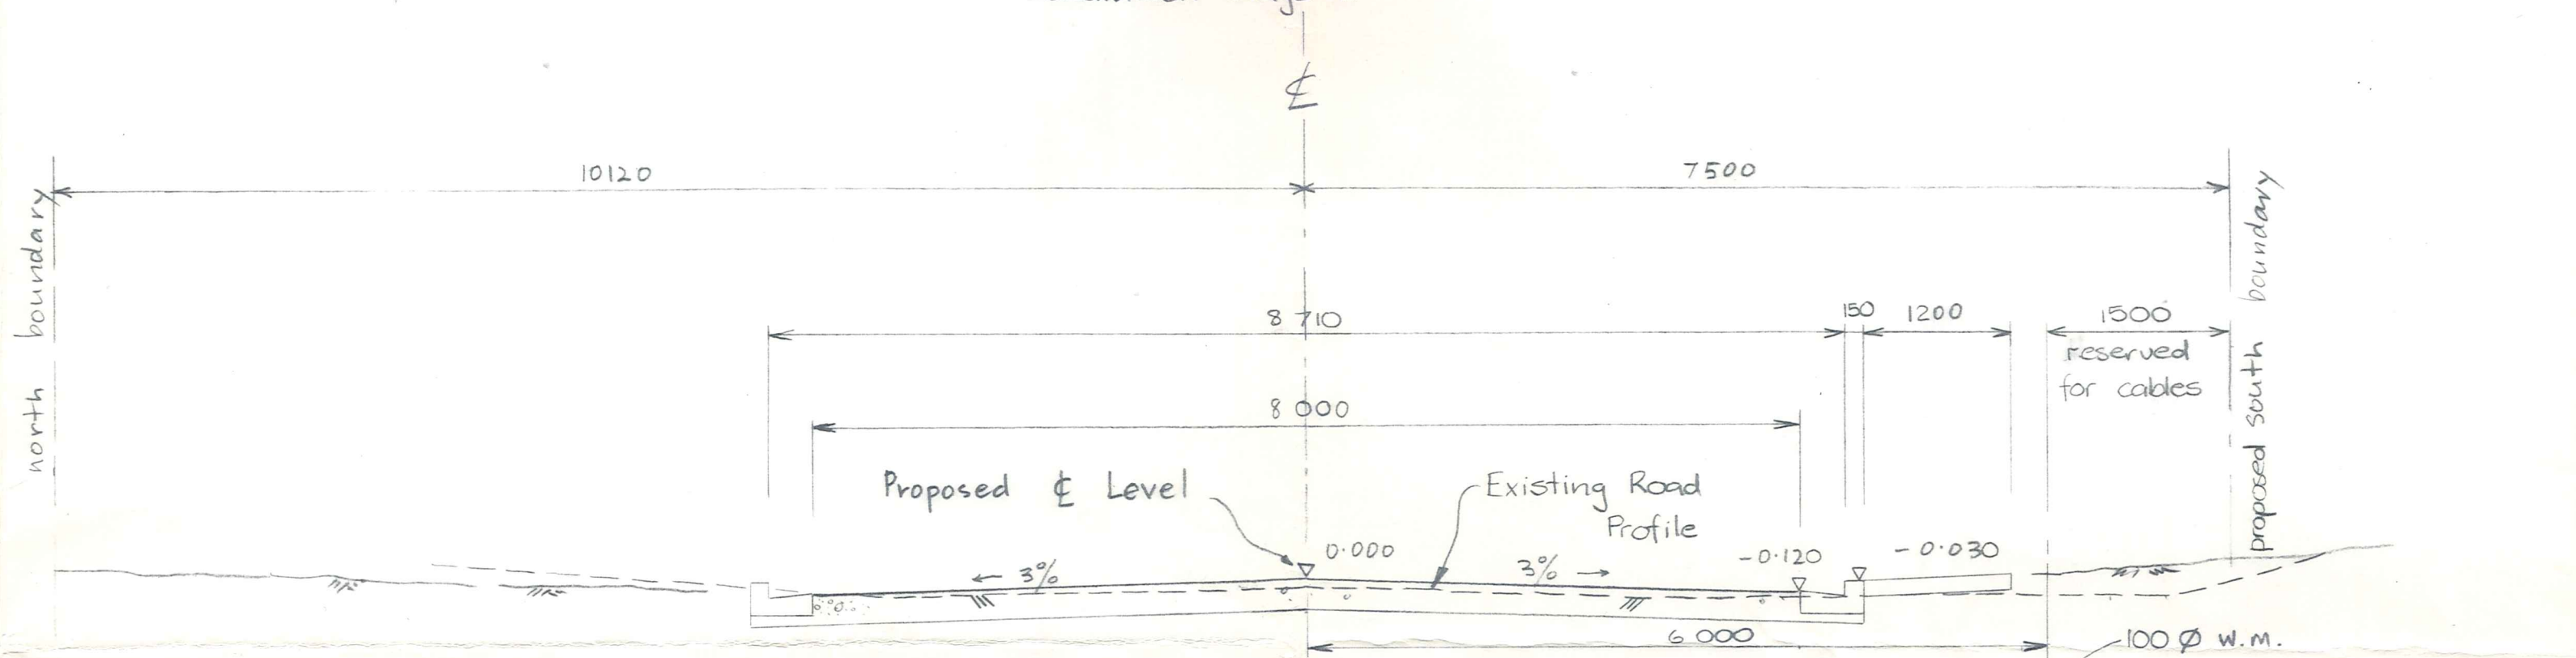 ℄
10120
7500
north boundary
proposed south boundary
8 710
150
1200
1500
reserved
for cables
8 000
Proposed ℄ Level
Existing Road
Profile
0·000
-0·120
-0·030
← 3%
3% →
6 000
100 Ø W.M.